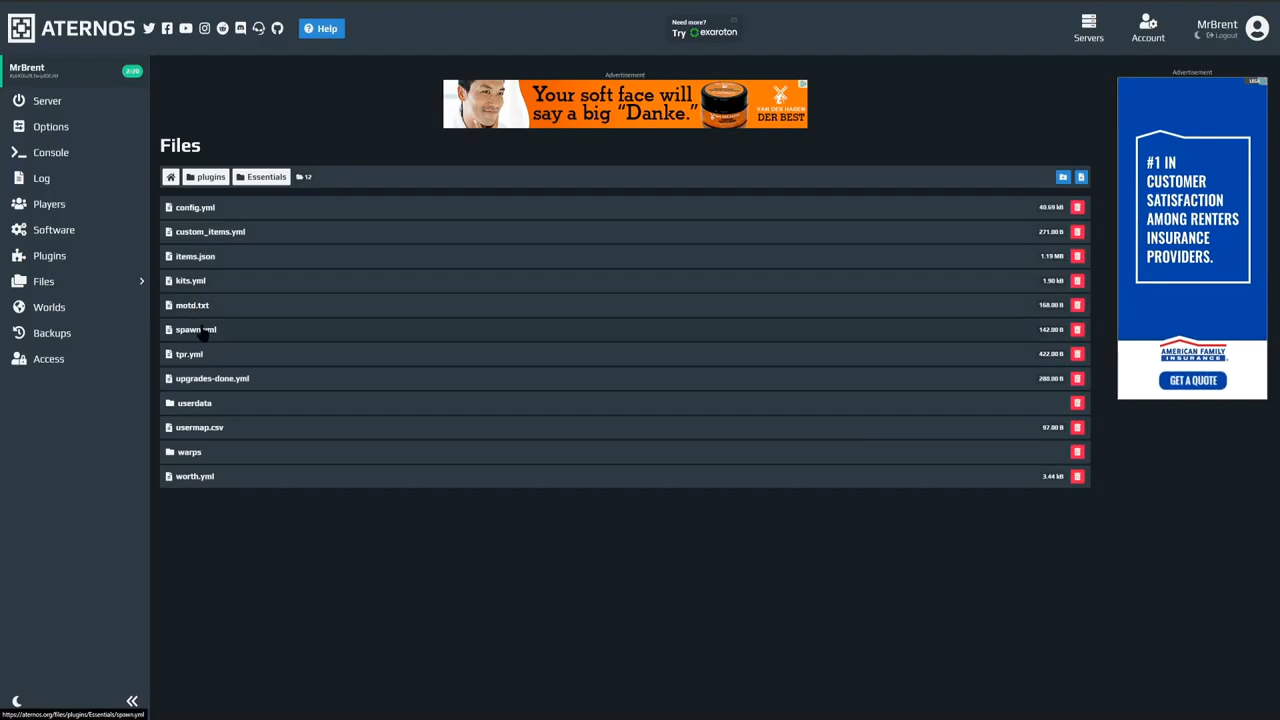 ATERNOS
Help
Need more?
Try exaroton
Servers
Account
MrBrent
Logout
MrBrent
2/20
Server
Options
Console
Log
Players
Software
Plugins
Files
Worlds
Backups
Access
Advertisement
Your soft face will
say a big “Danke.”
VAN DER HAGEN
DER BEST
Advertisement
#1 IN
CUSTOMER
SATISFACTION
AMONG RENTERS
INSURANCE
PROVIDERS.
AMERICAN FAMILY
INSURANCE
GET A QUOTE
Files
plugins
Essentials
12
config.yml 40.69 kB
custom_items.yml 271.00 B
items.json 1.19 MB
kits.yml 1.90 kB
motd.txt 168.00 B
spawn.yml 142.00 B
tpr.yml 422.00 B
upgrades-done.yml 280.00 B
userdata
usermap.csv 97.00 B
warps
worth.yml 3.44 kB
https://aternos.org/files/plugins/Essentials/spawn.yml